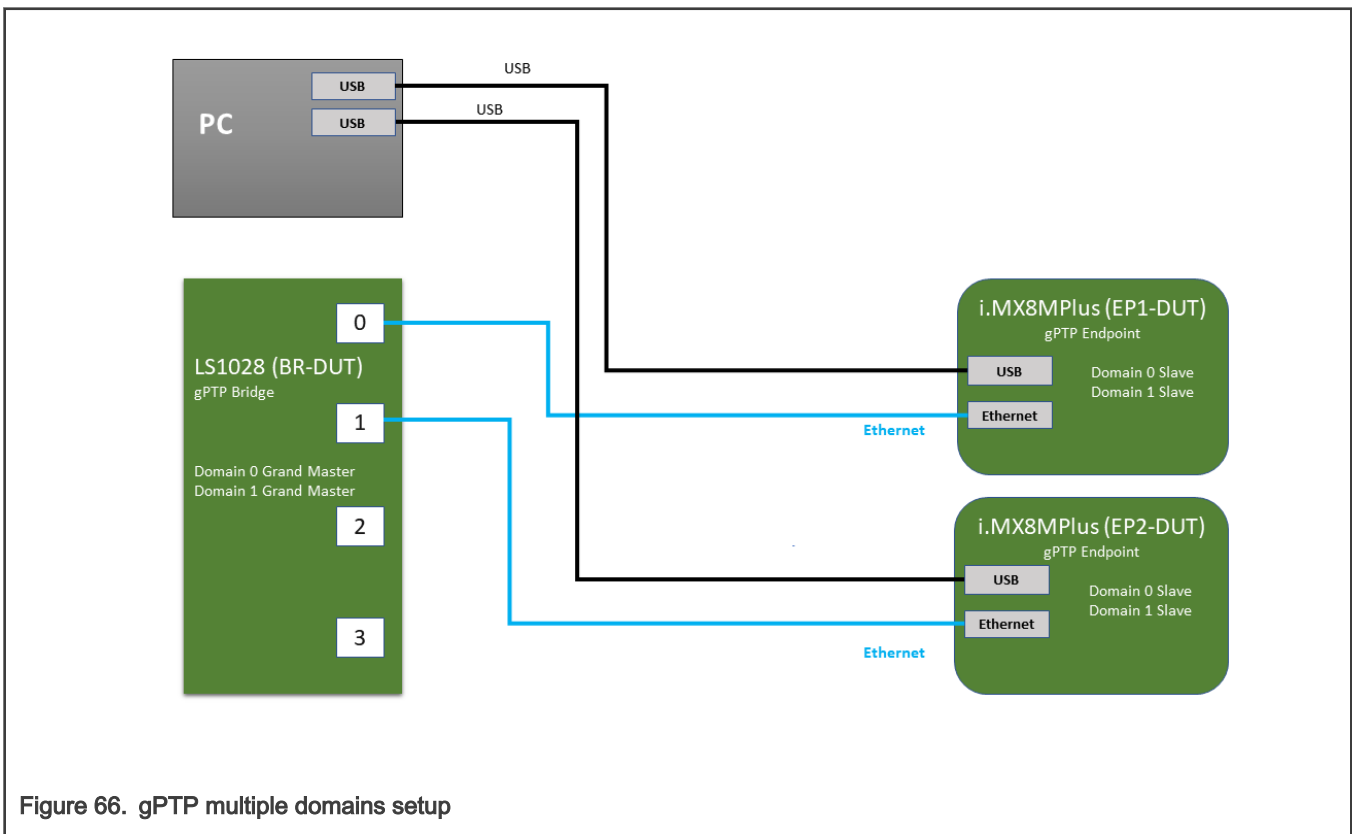 USB
USB
PC
USB
USB
0
LS1028 (BR-DUT)
gPTP Bridge
1
Domain 0 Grand Master
Domain 1 Grand Master
2
3
i.MX8MPlus (EP1-DUT)
gPTP Endpoint
USB
Domain 0 Slave
Domain 1 Slave
Ethernet
Ethernet
i.MX8MPlus (EP2-DUT)
gPTP Endpoint
USB
Domain 0 Slave
Domain 1 Slave
Ethernet
Ethernet
Figure 66. gPTP multiple domains setup